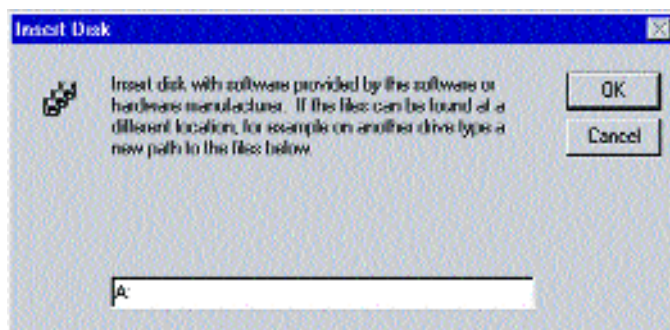 Insert Disk
Insert disk with software provided by the software or
hardware manufacturer. If the files can be found at a
different location, for example on another drive type a
new path to the files below.
OK
Cancel
A: